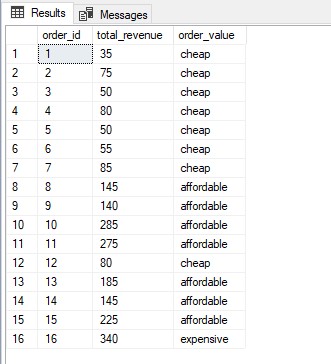 Results Messages
order_id total_revenue order_value
1 1 35 cheap
2 2 75 cheap
3 3 50 cheap
4 4 80 cheap
5 5 50 cheap
6 6 55 cheap
7 7 85 cheap
8 8 145 affordable
9 9 140 affordable
10 10 285 affordable
11 11 275 affordable
12 12 80 cheap
13 13 185 affordable
14 14 145 affordable
15 15 225 affordable
16 16 340 expensive